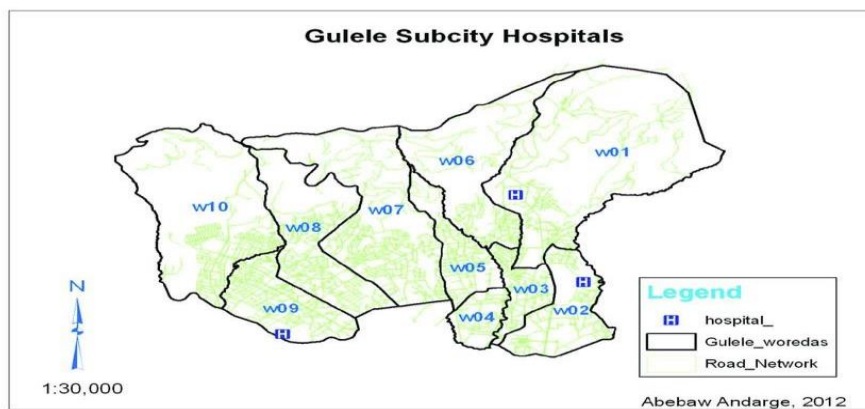 Gulele Subcity Hospitals
w06
w01
w10
w08
w07
w05
w03
w09
w04
w02
N
1:30,000
Legend
H hospital_
Gulele_woredas
Road_Network
Abebaw Andarge, 2012
H
H
H